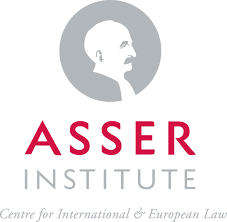 ASSER
INSTITUTE
Centre for International & European Law